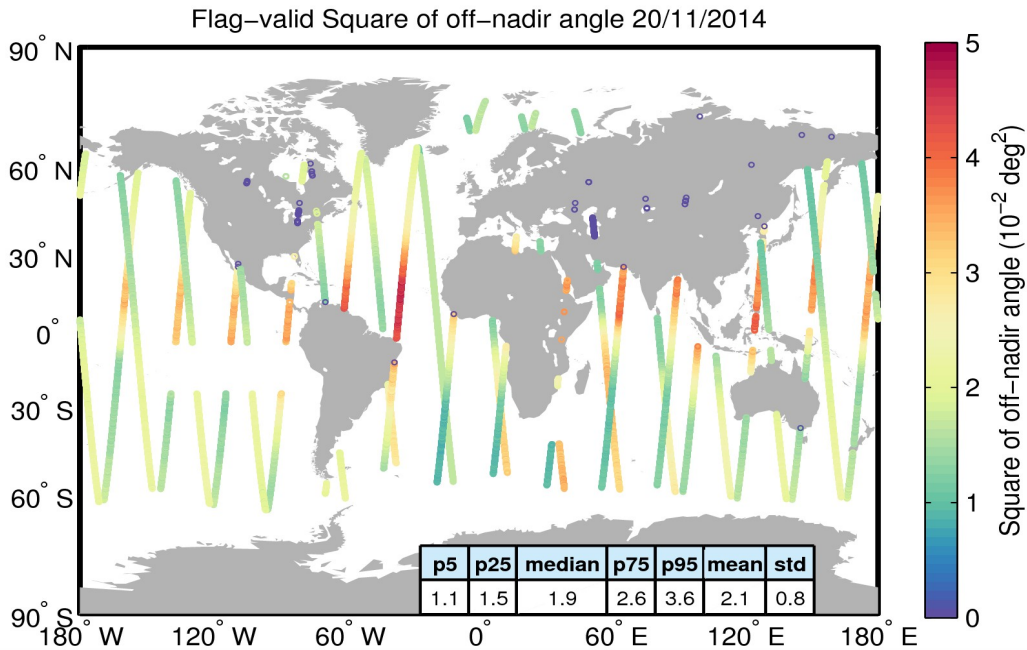 Flag−valid Square of off−nadir angle 20/11/2014
90° N
60° N
30° N
0°
30° S
60° S
90° S
180° W
120° W
60° W
0°
60° E
120° E
180° E
p5 p25 median p75 p95 mean std
1.1 1.5 1.9 2.6 3.6 2.1 0.8
5
4
3
2
1
0
Square of off−nadir angle (10⁻² deg²)